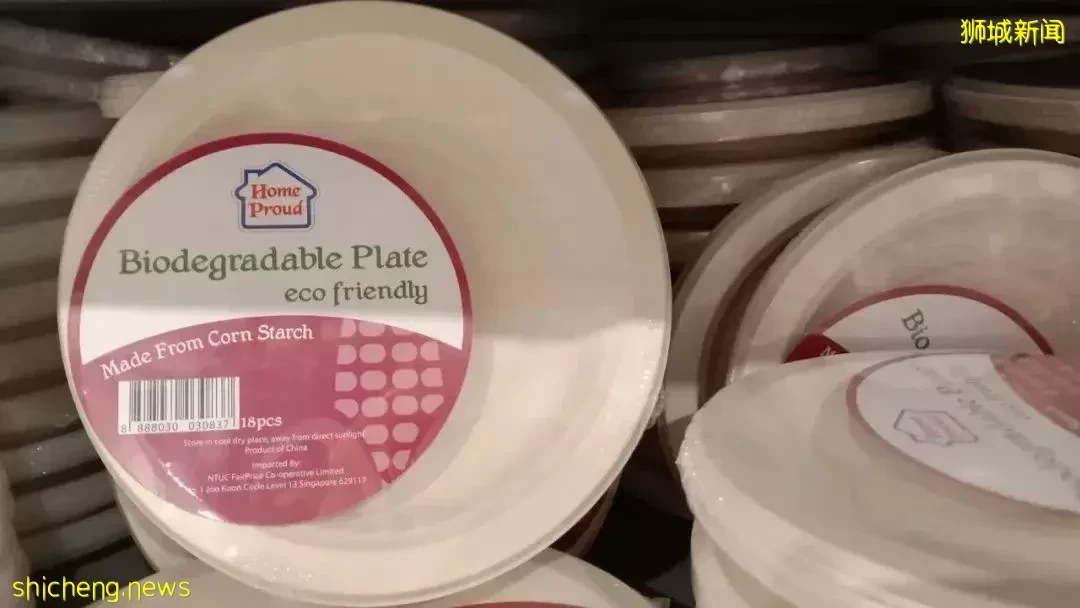 狮城新闻
Home
Proud
Biodegradable Plate
eco friendly
Made From Corn Starch
8 888030 030837
18pcs
Store in cool dry place, away from direct sunlight
Product of China
Imported By:
NTUC FairPrice Co-operative Limited
1 Joo Koon Circle Level 13 Singapore 629117
Bio
shicheng.news